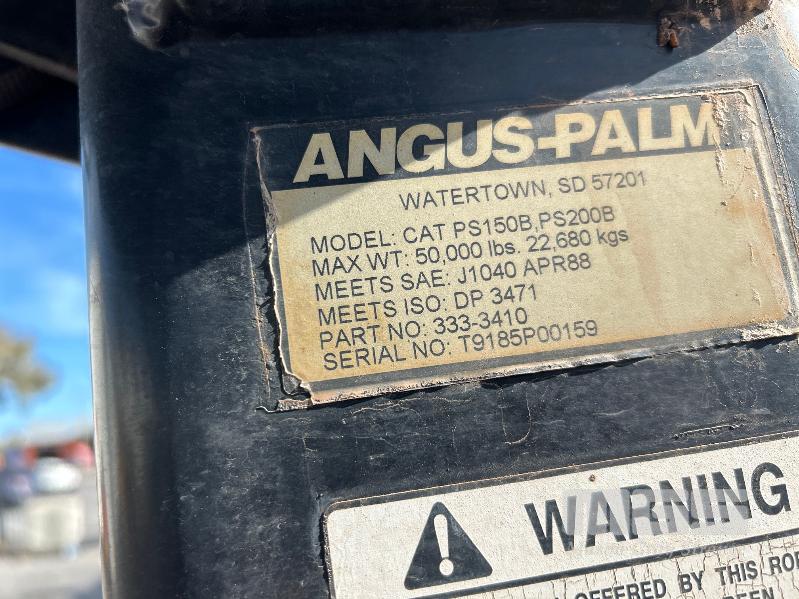 ANGUS-PALM
WATERTOWN, SD 57201
MODEL: CAT PS150B, PS200B
MAX WT: 50,000 lbs. 22,680 kgs
MEETS SAE: J1040 APR88
MEETS ISO: DP 3471
PART NO: 333-3410
SERIAL NO: T9185P00159
WARNING
OFFERED BY THIS